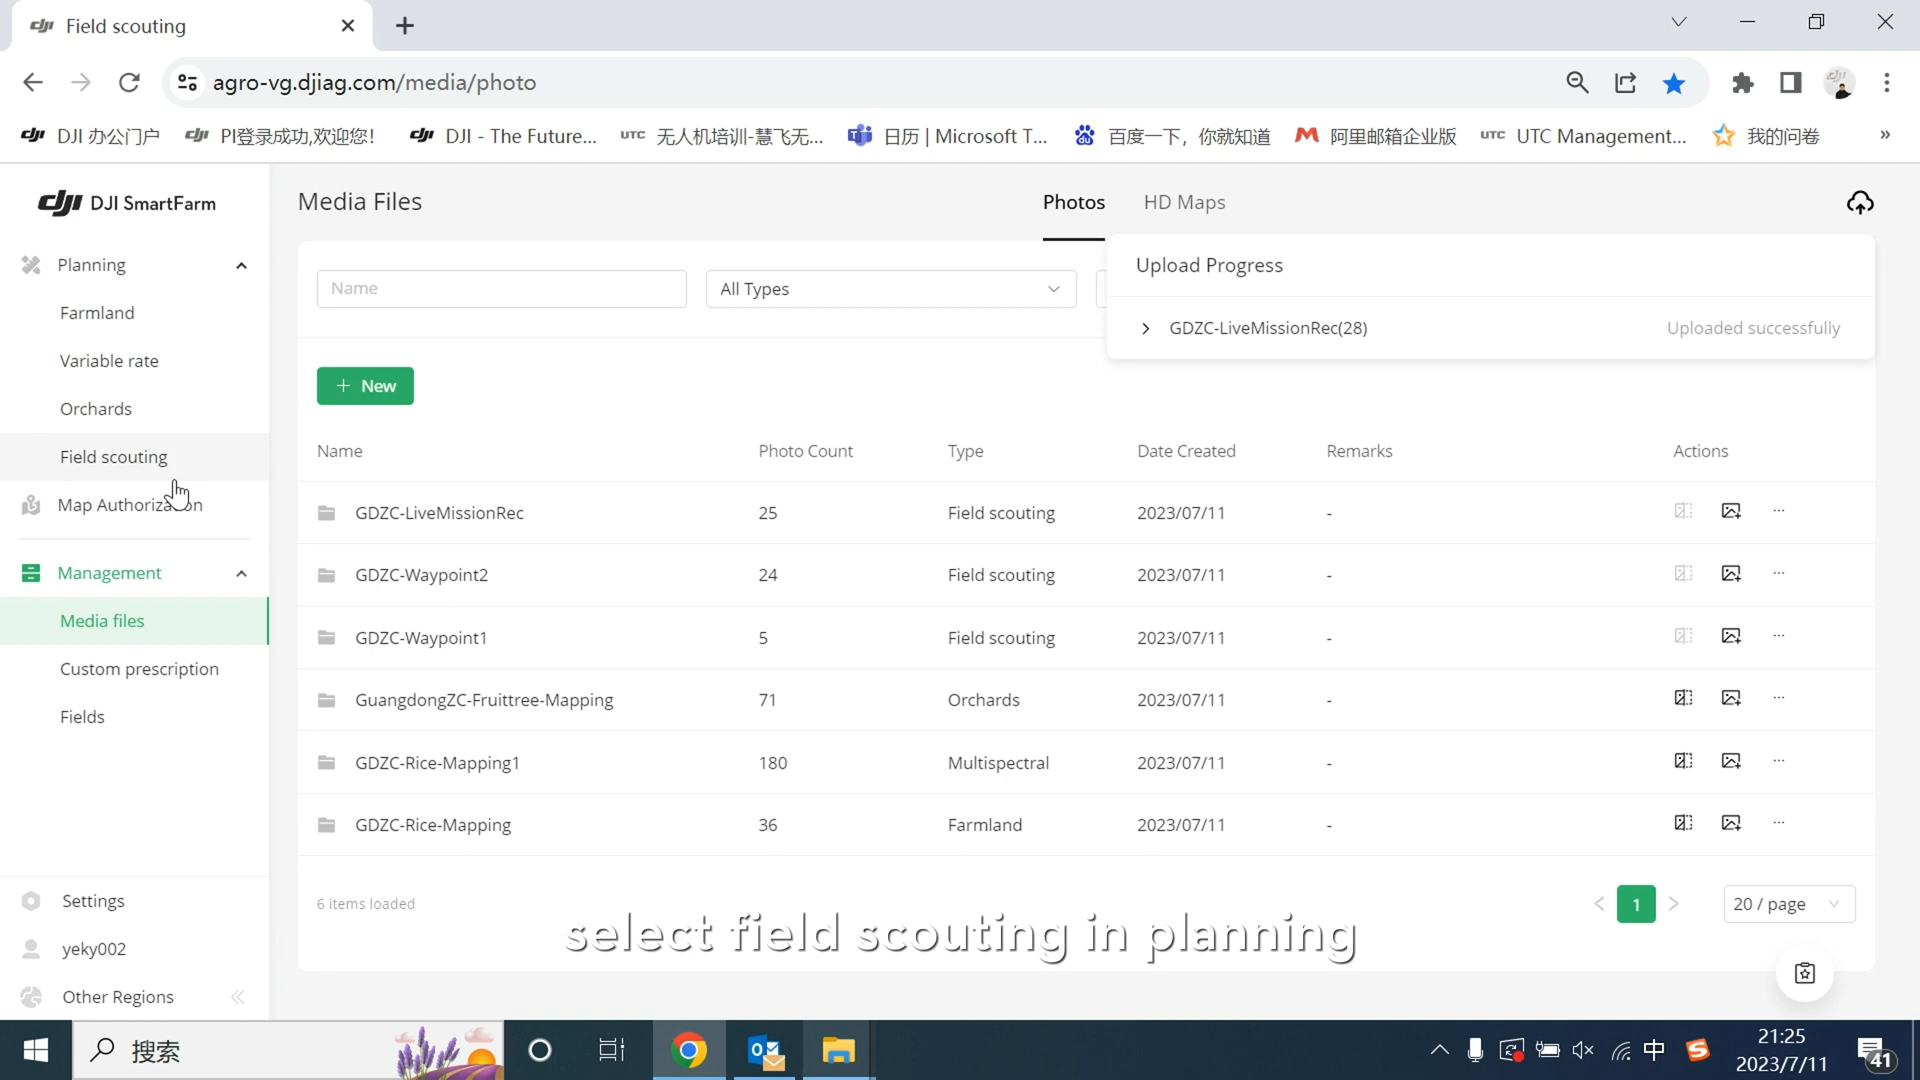 Field scouting
agro-vg.djiag.com/media/photo
DJI 办公门户
PI登录成功,欢迎您!
DJI - The Future...
UTC 无人机培训-慧飞无...
日历 | Microsoft T...
百度一下，你就知道
阿里邮箱企业版
UTC UTC Management...
我的问卷
»
DJI SmartFarm
Media Files
Photos
HD Maps
Planning
Farmland
Variable rate
Orchards
Field scouting
Map Authorization
Management
Media files
Custom prescription
Fields
Settings
yeky002
Other Regions
Name
All Types
Upload Progress
GDZC-LiveMissionRec(28) Uploaded successfully
+ New
Name Photo Count Type Date Created Remarks Actions
GDZC-LiveMissionRec 25 Field scouting 2023/07/11 - ...
GDZC-Waypoint2 24 Field scouting 2023/07/11 - ...
GDZC-Waypoint1 5 Field scouting 2023/07/11 - ...
GuangdongZC-Fruittree-Mapping 71 Orchards 2023/07/11 - ...
GDZC-Rice-Mapping1 180 Multispectral 2023/07/11 - ...
GDZC-Rice-Mapping 36 Farmland 2023/07/11 - ...
6 items loaded
1
20 / page
select field scouting in planning
搜索
中
21:25
2023/7/11
41